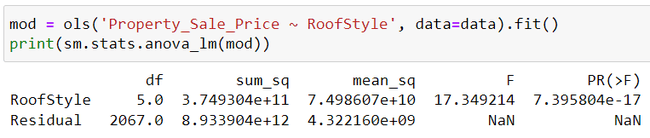 mod = ols('Property_Sale_Price ~ RoofStyle', data=data).fit()
print(sm.stats.anova_lm(mod))
df sum_sq mean_sq F PR(>F)
RoofStyle 5.0 3.749304e+11 7.498607e+10 17.349214 7.395804e-17
Residual 2067.0 8.933904e+12 4.322160e+09 NaN NaN